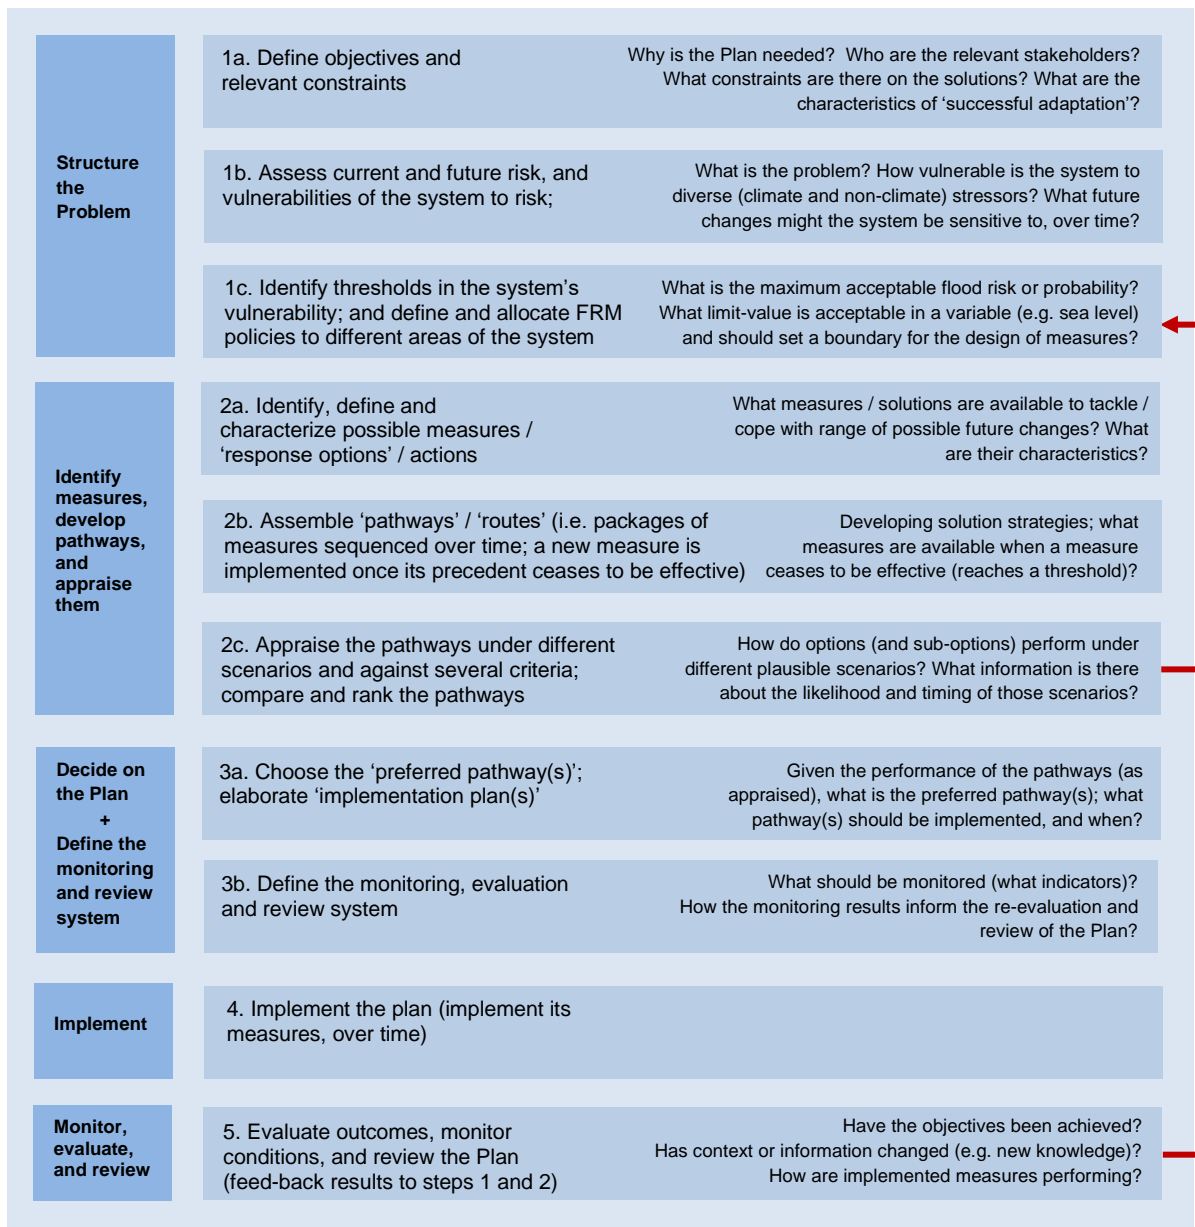 Structure
the
Problem
1a. Define objectives and
relevant constraints
Why is the Plan needed?  Who are the relevant stakeholders?
What constraints are there on the solutions? What are the
characteristics of ‘successful adaptation’?
1b. Assess current and future risk, and
vulnerabilities of the system to risk;
What is the problem? How vulnerable is the system to
diverse (climate and non-climate) stressors? What future
changes might the system be sensitive to, over time?
1c. Identify thresholds in the system’s
vulnerability; and define and allocate FRM
policies to different areas of the system
What is the maximum acceptable flood risk or probability?
What limit-value is acceptable in a variable (e.g. sea level)
and should set a boundary for the design of measures?
Identify
measures,
develop
pathways,
and
appraise
them
2a. Identify, define and
characterize possible measures /
‘response options’ / actions
What measures / solutions are available to tackle /
cope with range of possible future changes? What
are their characteristics?
2b. Assemble ‘pathways’ / ‘routes’ (i.e. packages of
measures sequenced over time; a new measure is
implemented once its precedent ceases to be effective)
Developing solution strategies; what
measures are available when a measure
ceases to be effective (reaches a threshold)?
2c. Appraise the pathways under different
scenarios and against several criteria;
compare and rank the pathways
How do options (and sub-options) perform under
different plausible scenarios? What information is there
about the likelihood and timing of those scenarios?
Decide on
the Plan
+
Define the
monitoring
and review
system
3a. Choose the ‘preferred pathway(s)’;
elaborate ‘implementation plan(s)’
Given the performance of the pathways (as
appraised), what is the preferred pathway(s); what
pathway(s) should be implemented, and when?
3b. Define the monitoring, evaluation
and review system
What should be monitored (what indicators)?
How the monitoring results inform the re-evaluation and
review of the Plan?
Implement
4. Implement the plan (implement its
measures, over time)
Monitor,
evaluate,
and review
5. Evaluate outcomes, monitor
conditions, and review the Plan
(feed-back results to steps 1 and 2)
Have the objectives been achieved?
Has context or information changed (e.g. new knowledge)?
How are implemented measures performing?